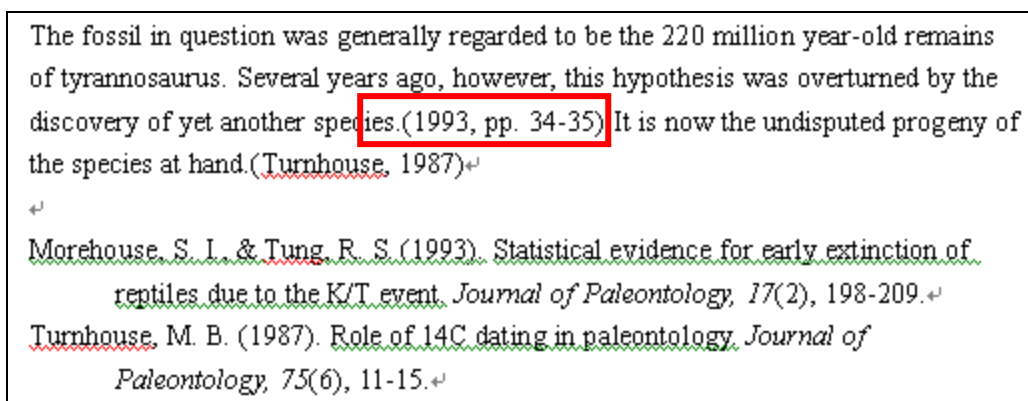 The fossil in question was generally regarded to be the 220 million year-old remains
of tyrannosaurus. Several years ago, however, this hypothesis was overturned by the
discovery of yet another species.(1993, pp. 34-35) It is now the undisputed progeny of
the species at hand.(Turnhouse, 1987)↵
↵
Morehouse, S. I., & Tung, R. S. (1993). Statistical evidence for early extinction of
reptiles due to the K/T event. Journal of Paleontology, 17(2), 198-209.↵
Turnhouse, M. B. (1987). Role of 14C dating in paleontology. Journal of
Paleontology, 75(6), 11-15.↵